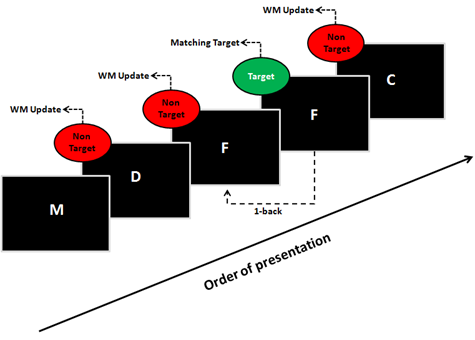 WM Update
Non
Target
C
Matching Target
Target
F
WM Update
Non
Target
F
WM Update
Non
Target
D
M
1-back
Order of presentation